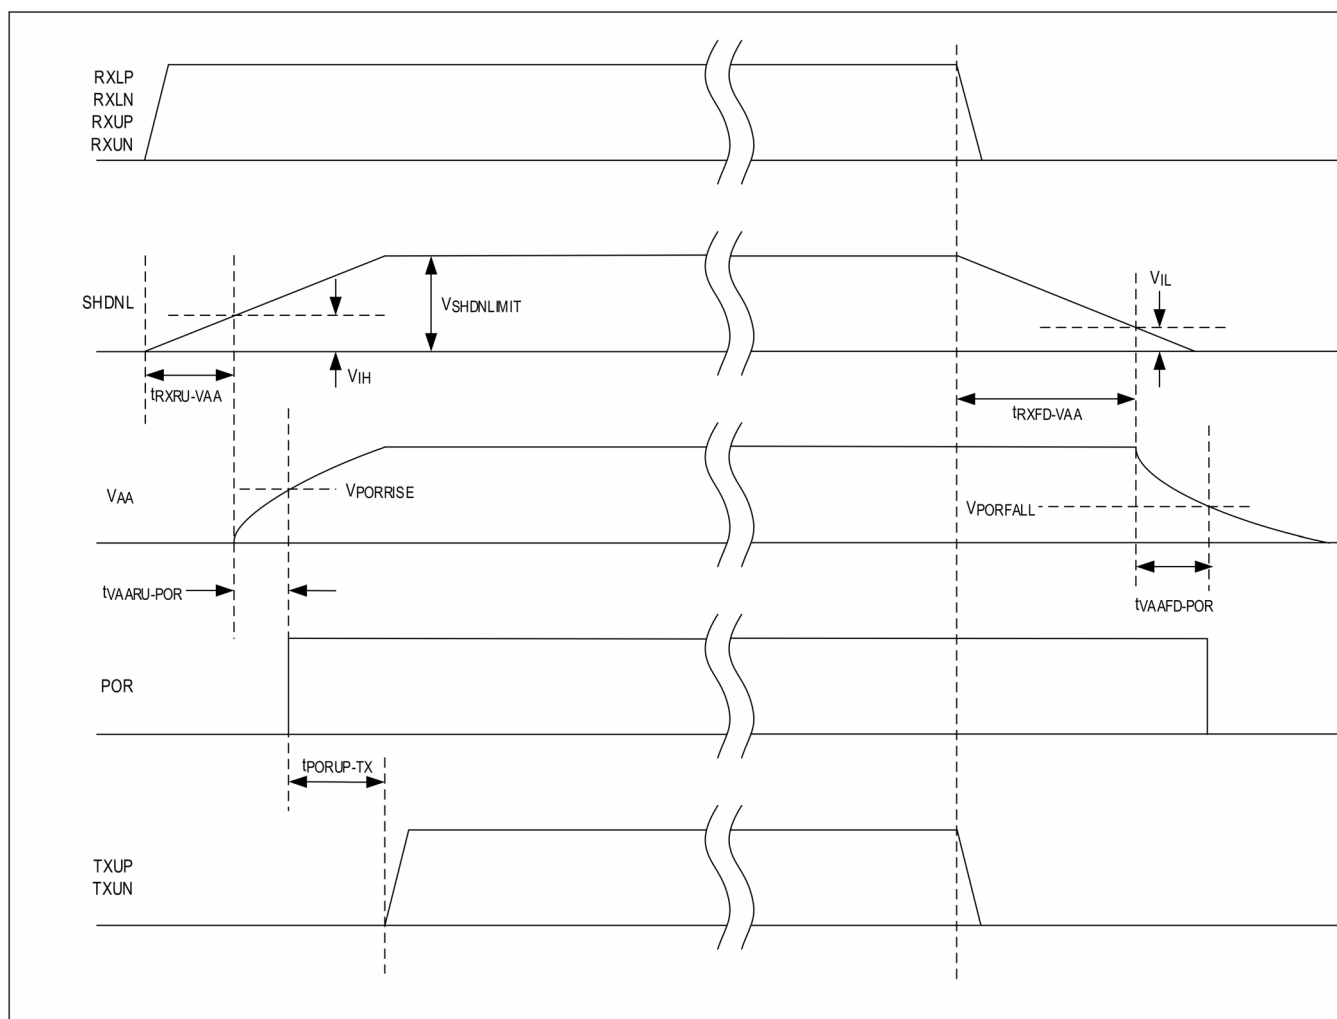 RXLP
RXLN
RXUP
RXUN
SHDNL
VSHDNLIMIT
VIL
VIH
tRXRU-VAA
tRXFD-VAA
VAA
VPORRISE
VPORFALL
tVAARU-POR
tVAAFD-POR
POR
tPORUP-TX
TXUP
TXUN